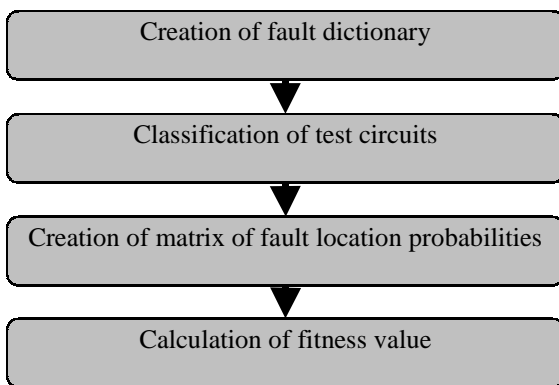 Creation of fault dictionary
Classification of test circuits
Creation of matrix of fault location probabilities
Calculation of fitness value